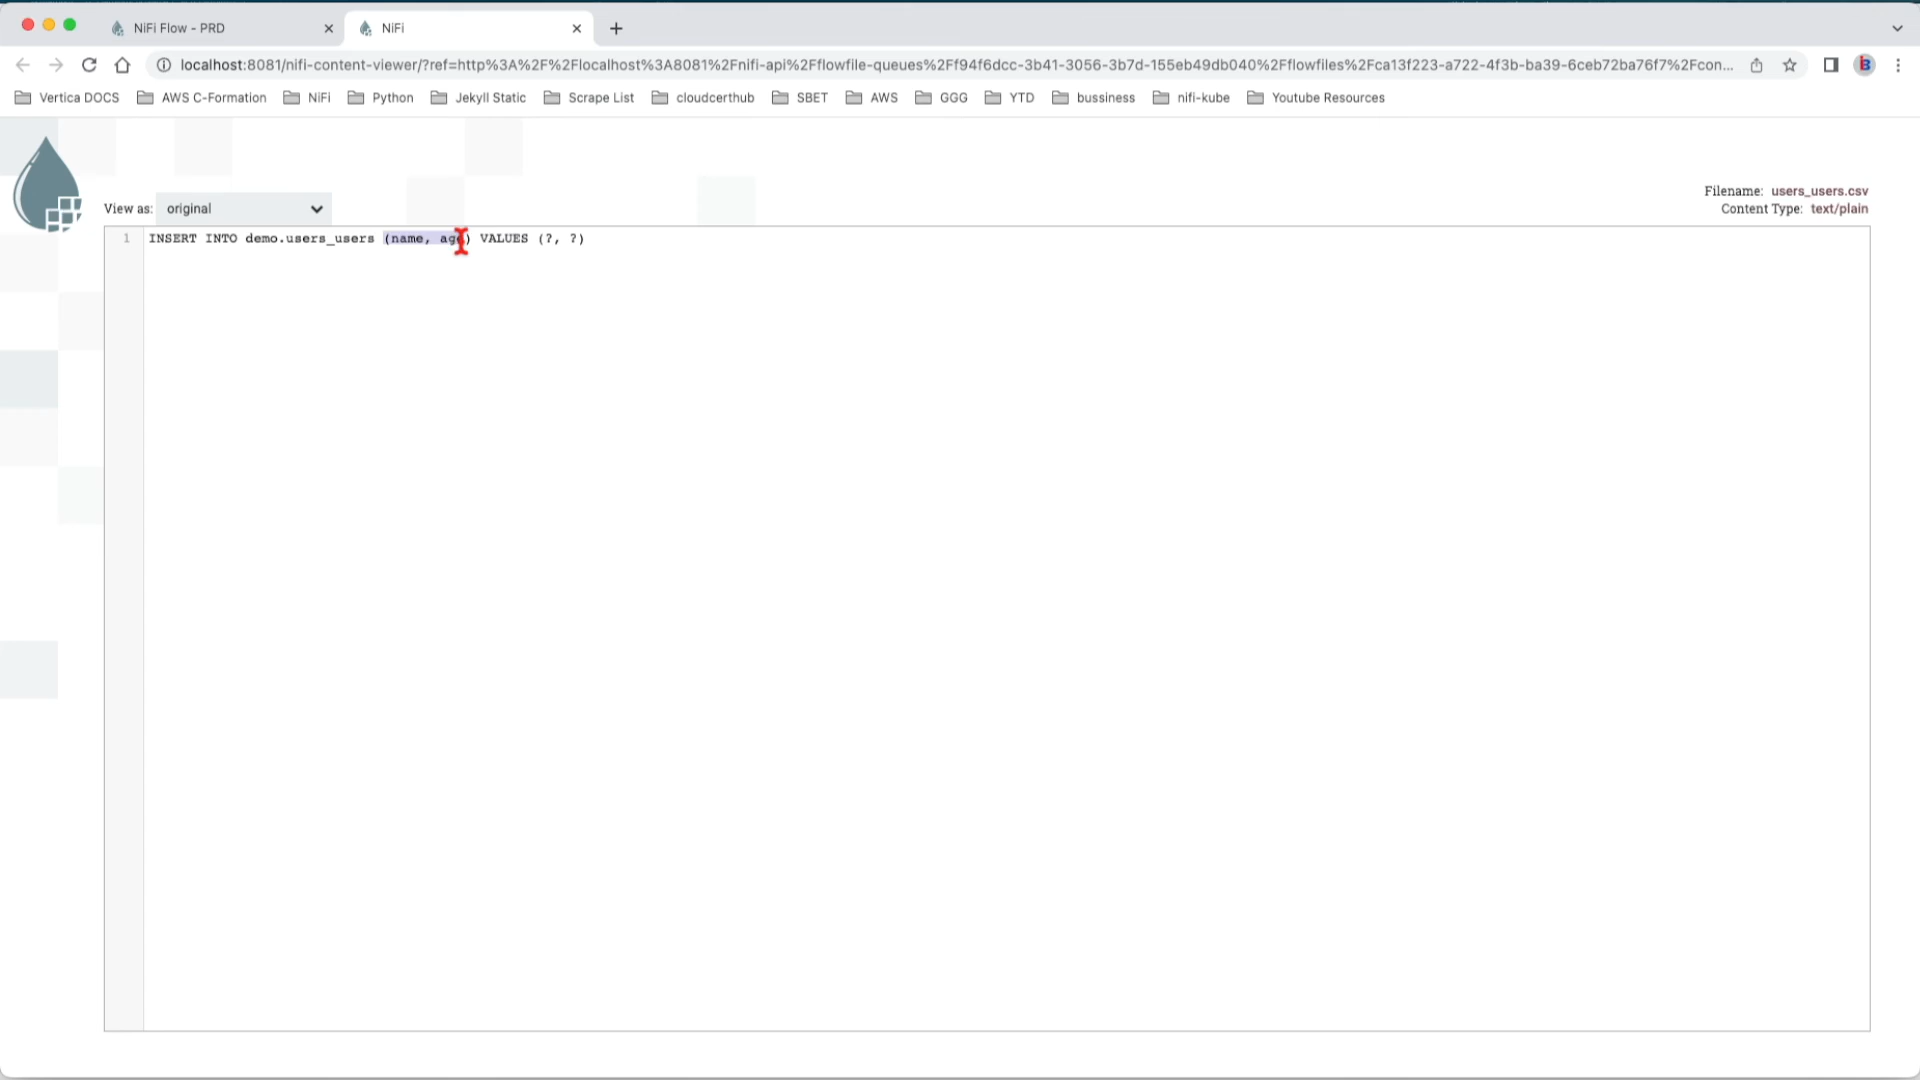 NiFi Flow - PRD
NiFi
localhost:8081/nifi-content-viewer/?ref=http%3A%2F%2Flocalhost%3A8081%2Fnifi-api%2Fflowfile-queues%2Ff94f6dcc-3b41-3056-3b7d-155eb49db040%2Fflowfiles%2Fca13f223-a722-4f3b-ba39-6ceb72ba76f7%2Fcon...
Vertica DOCS AWS C-Formation NiFi Python Jekyll Static Scrape List cloudcerthub SBET AWS GGG YTD bussiness nifi-kube Youtube Resources
Filename: users_users.csv
View as: original
Content Type: text/plain
1 INSERT INTO demo.users_users (name, age) VALUES (?, ?)